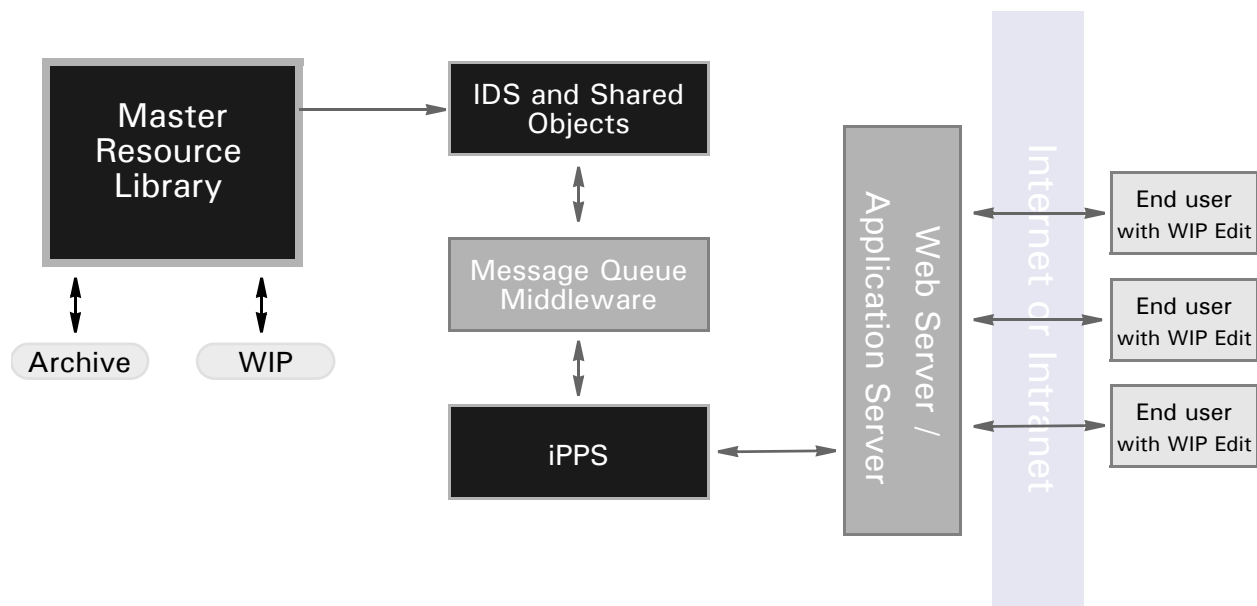 Master
Resource
Library
Archive
WIP
IDS and Shared
Objects
Message Queue
Middleware
iPPS
Web Server /
Application Server
Internet or Intranet
End user
with WIP Edit
End user
with WIP Edit
End user
with WIP Edit